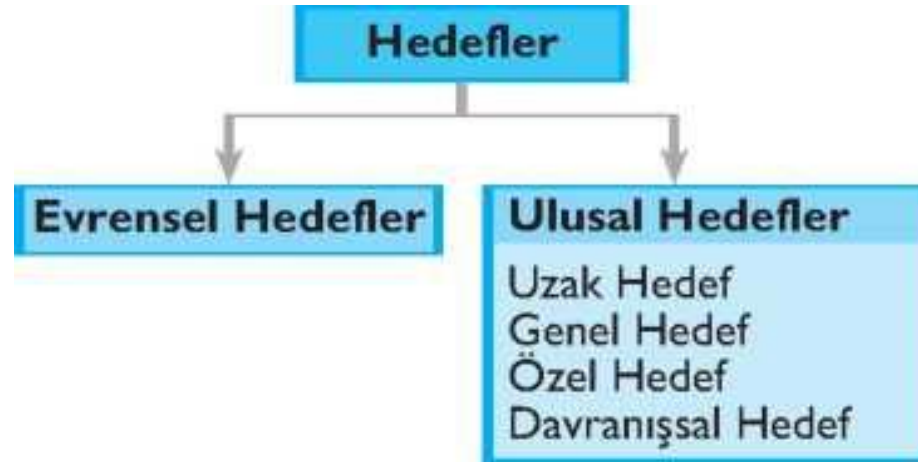 Hedefler
Evrensel Hedefler
Ulusal Hedefler
Uzak Hedef
Genel Hedef
Özel Hedef
Davranışsal Hedef